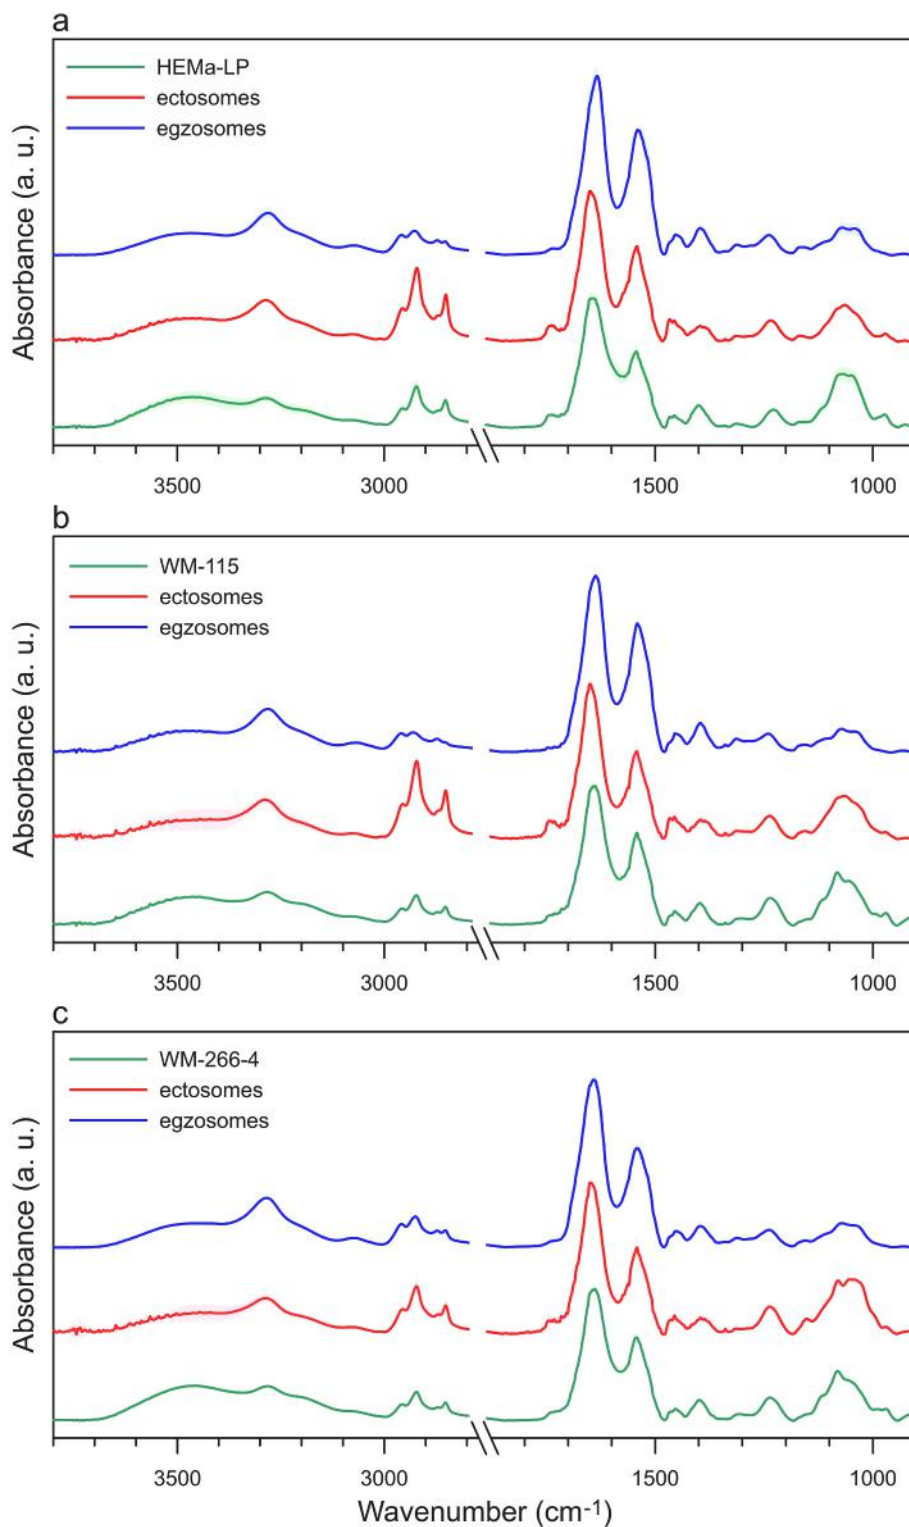 a
HEMa-LP
ectosomes
egzosomes
Absorbance (a. u.)
3500 3000 1500 1000
b
WM-115
ectosomes
egzosomes
Absorbance (a. u.)
3500 3000 1500 1000
c
WM-266-4
ectosomes
egzosomes
Absorbance (a. u.)
3500 3000 1500 1000
Wavenumber (cm⁻¹)